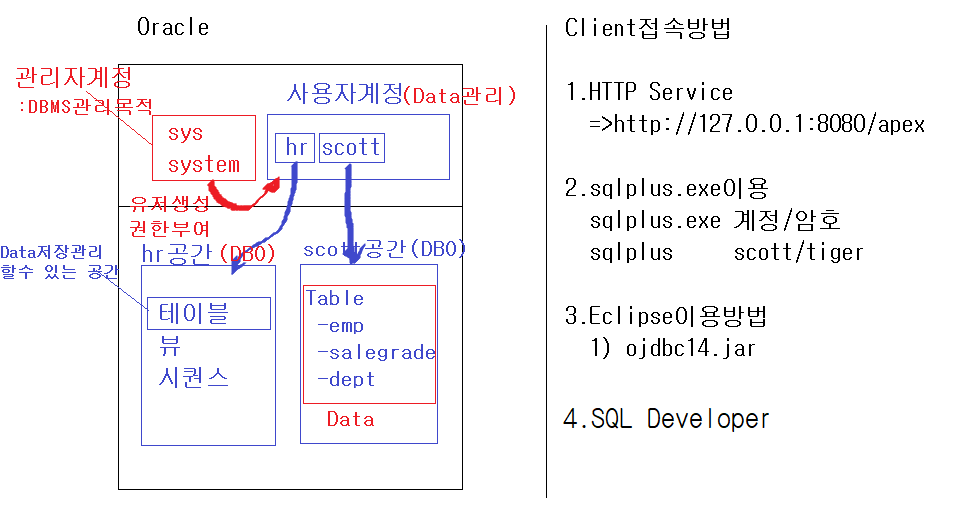 Oracle
관리자계정
:DBMS관리목적
사용자계정(Data관리)
sys
system
hr
scott
유저생성
권한부여
Data저장관리
할수 있는 공간
hr공간(DBO)
scott공간(DBO)
테이블
뷰
시퀀스
Table
-emp
-salegrade
-dept
Data
Client접속방법
1.HTTP Service
=>http://127.0.0.1:8080/apex
2.sqlplus.exe이용
sqlplus.exe 계정/암호
sqlplus scott/tiger
3.Eclipse이용방법
1) ojdbc14.jar
4.SQL Developer